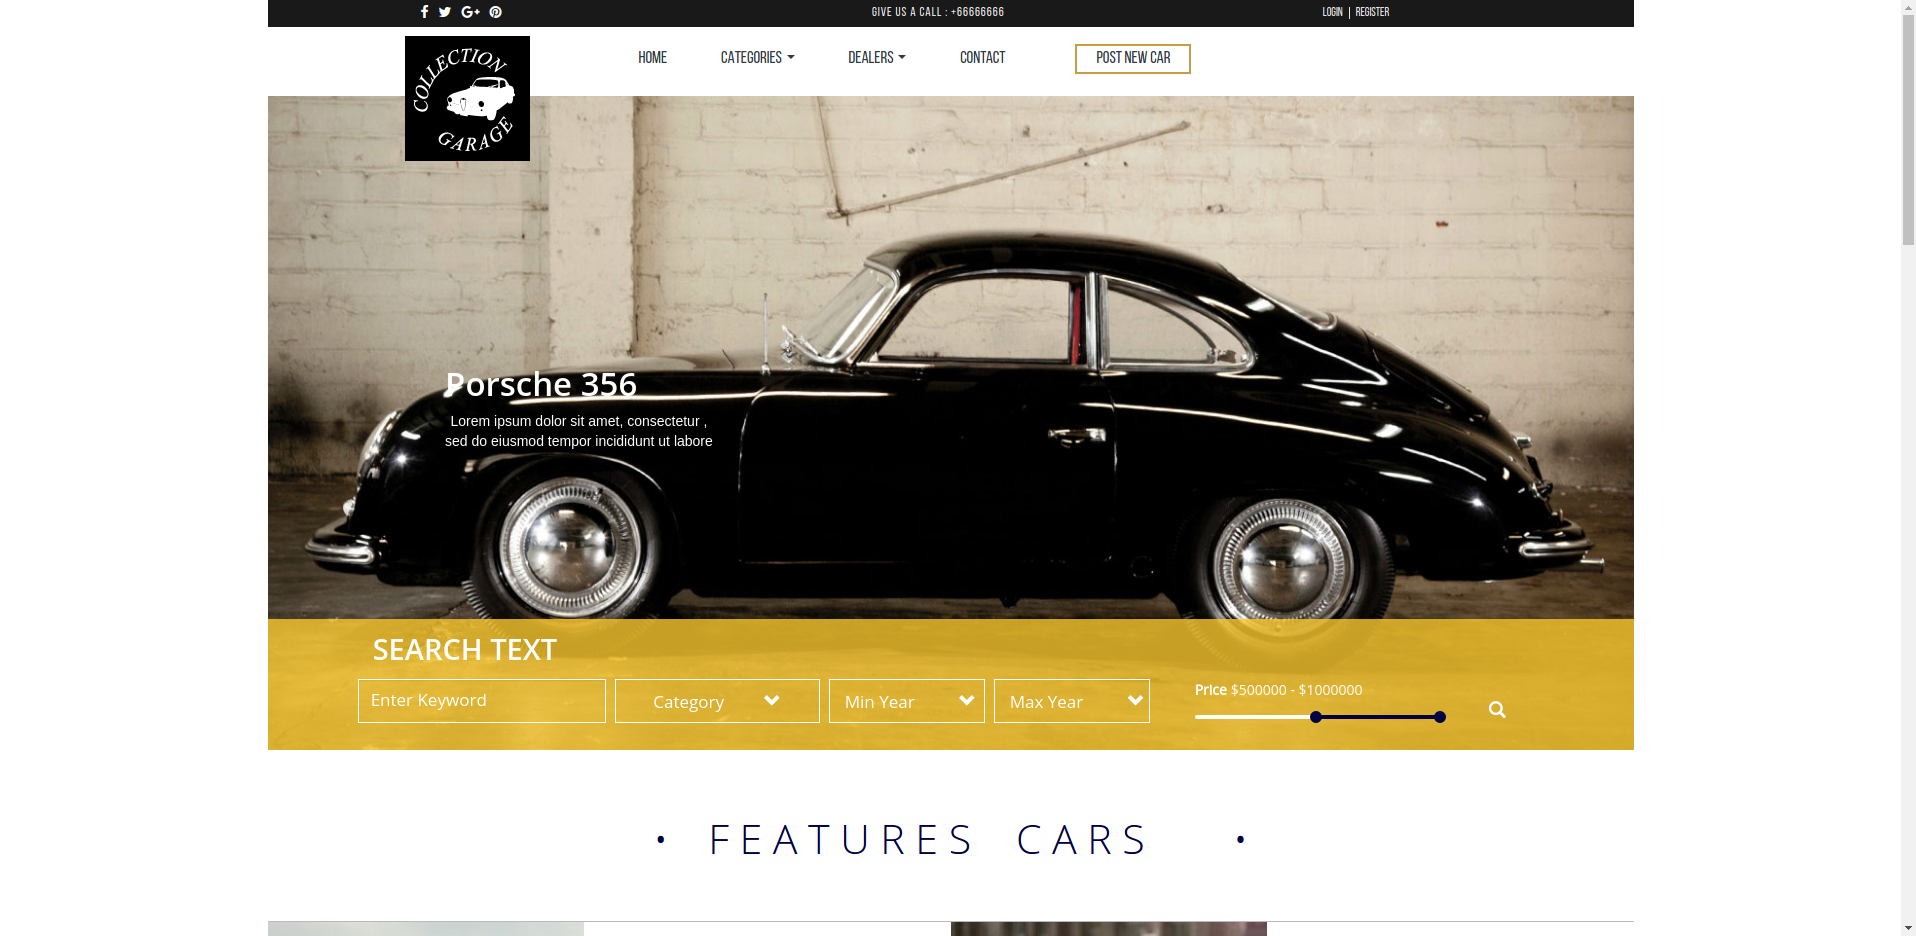 GIVE US A CALL : +66666666
LOGIN | REGISTER
COLLECTION
GARAGE
HOME
CATEGORIES
DEALERS
CONTACT
POST NEW CAR
Porsche 356
Lorem ipsum dolor sit amet, consectetur ,
sed do eiusmod tempor incididunt ut labore
SEARCH TEXT
Enter Keyword
Category
Min Year
Max Year
Price $500000 - $1000000
• FEATURES CARS •